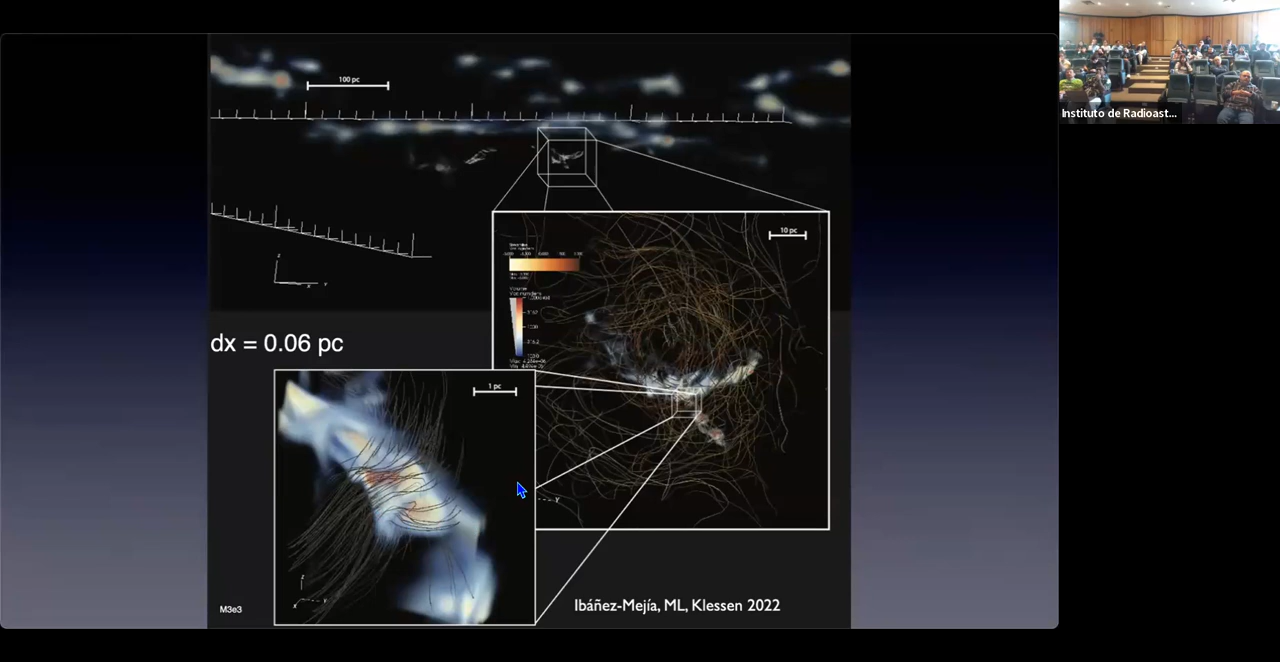 100 pc
Instituto de Radioast...
z
Y
10 pc
dx = 0.06 pc
1 pc
Y
z
x
Y
M3e3
Ibáñez-Mejía, ML, Klessen 2022